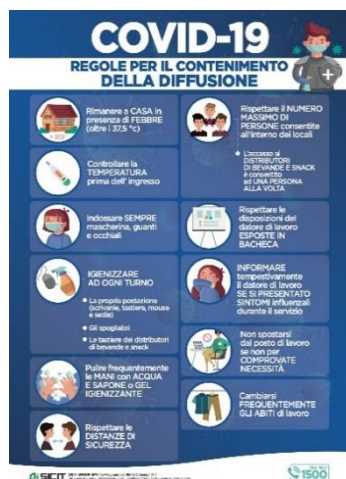 COVID-19
REGOLE PER IL CONTENIMENTO
DELLA DIFFUSIONE
Rimanere a CASA in
presenza di FEBBRE
(oltre i 37,5 °c)
Controllare la
TEMPERATURA
prima dell' ingresso
Indossare SEMPRE
mascherina, guanti
e occhiali
IGIENIZZARE
AD OGNI TURNO
La propria postazione
(scrivanie, tastiere, mouse
e sedie)
Gli spogliatoi
Le tastiere dei distributori
di bevande e snack
Pulire frequentemente
le MANI con ACQUA
E SAPONE o GEL
IGIENIZZANTE
Rispettare le
DISTANZE DI
SICUREZZA
Rispettare il NUMERO
MASSIMO DI
PERSONE consentite
all'interno dei locali
L'accesso ai
DISTRIBUTORI
DI BEVANDE E SNACK
è consentito
ad UNA PERSONA
ALLA VOLTA
Rispettare le
disposizioni del
datore di lavoro
ESPOSTE IN
BACHECA
INFORMARE
tempestivamente
il datore di lavoro
SE SI PRESENTATO
SINTOMI influenzali
durante il servizio
Non spostarsi
dal posto di lavoro
se non per
COMPROVATE
NECESSITÀ
Cambiarsi
FREQUENTEMENTE
GLI ABITI di lavoro
SICIT
1500